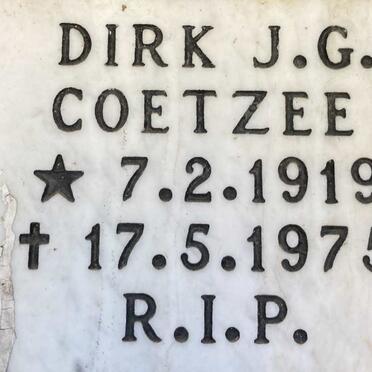 DIRK J.G.
COETZEE
★ 7.2.1919
✝ 17.5.1975
R.I.P.